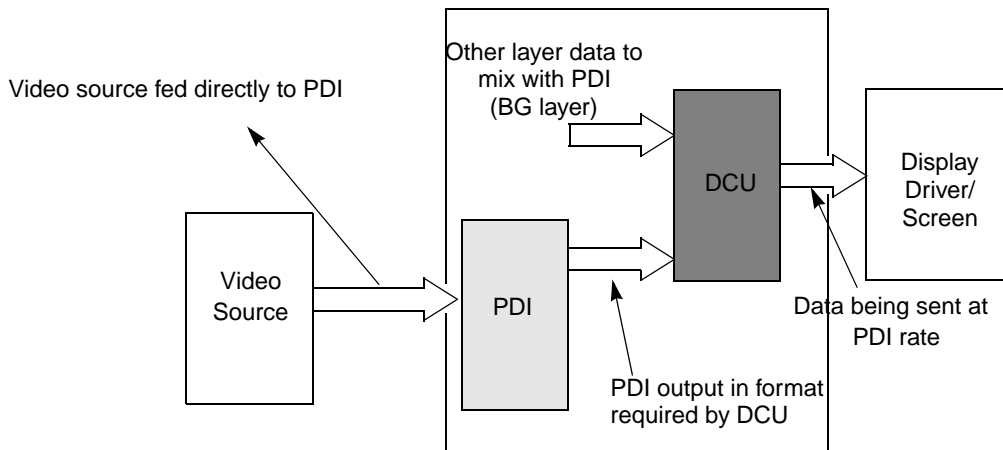 Other layer data to
mix with PDI
(BG layer)
Video source fed directly to PDI
DCU
Display
Driver/
Screen
Video
Source
PDI
Data being sent at
PDI rate
PDI output in format
required by DCU